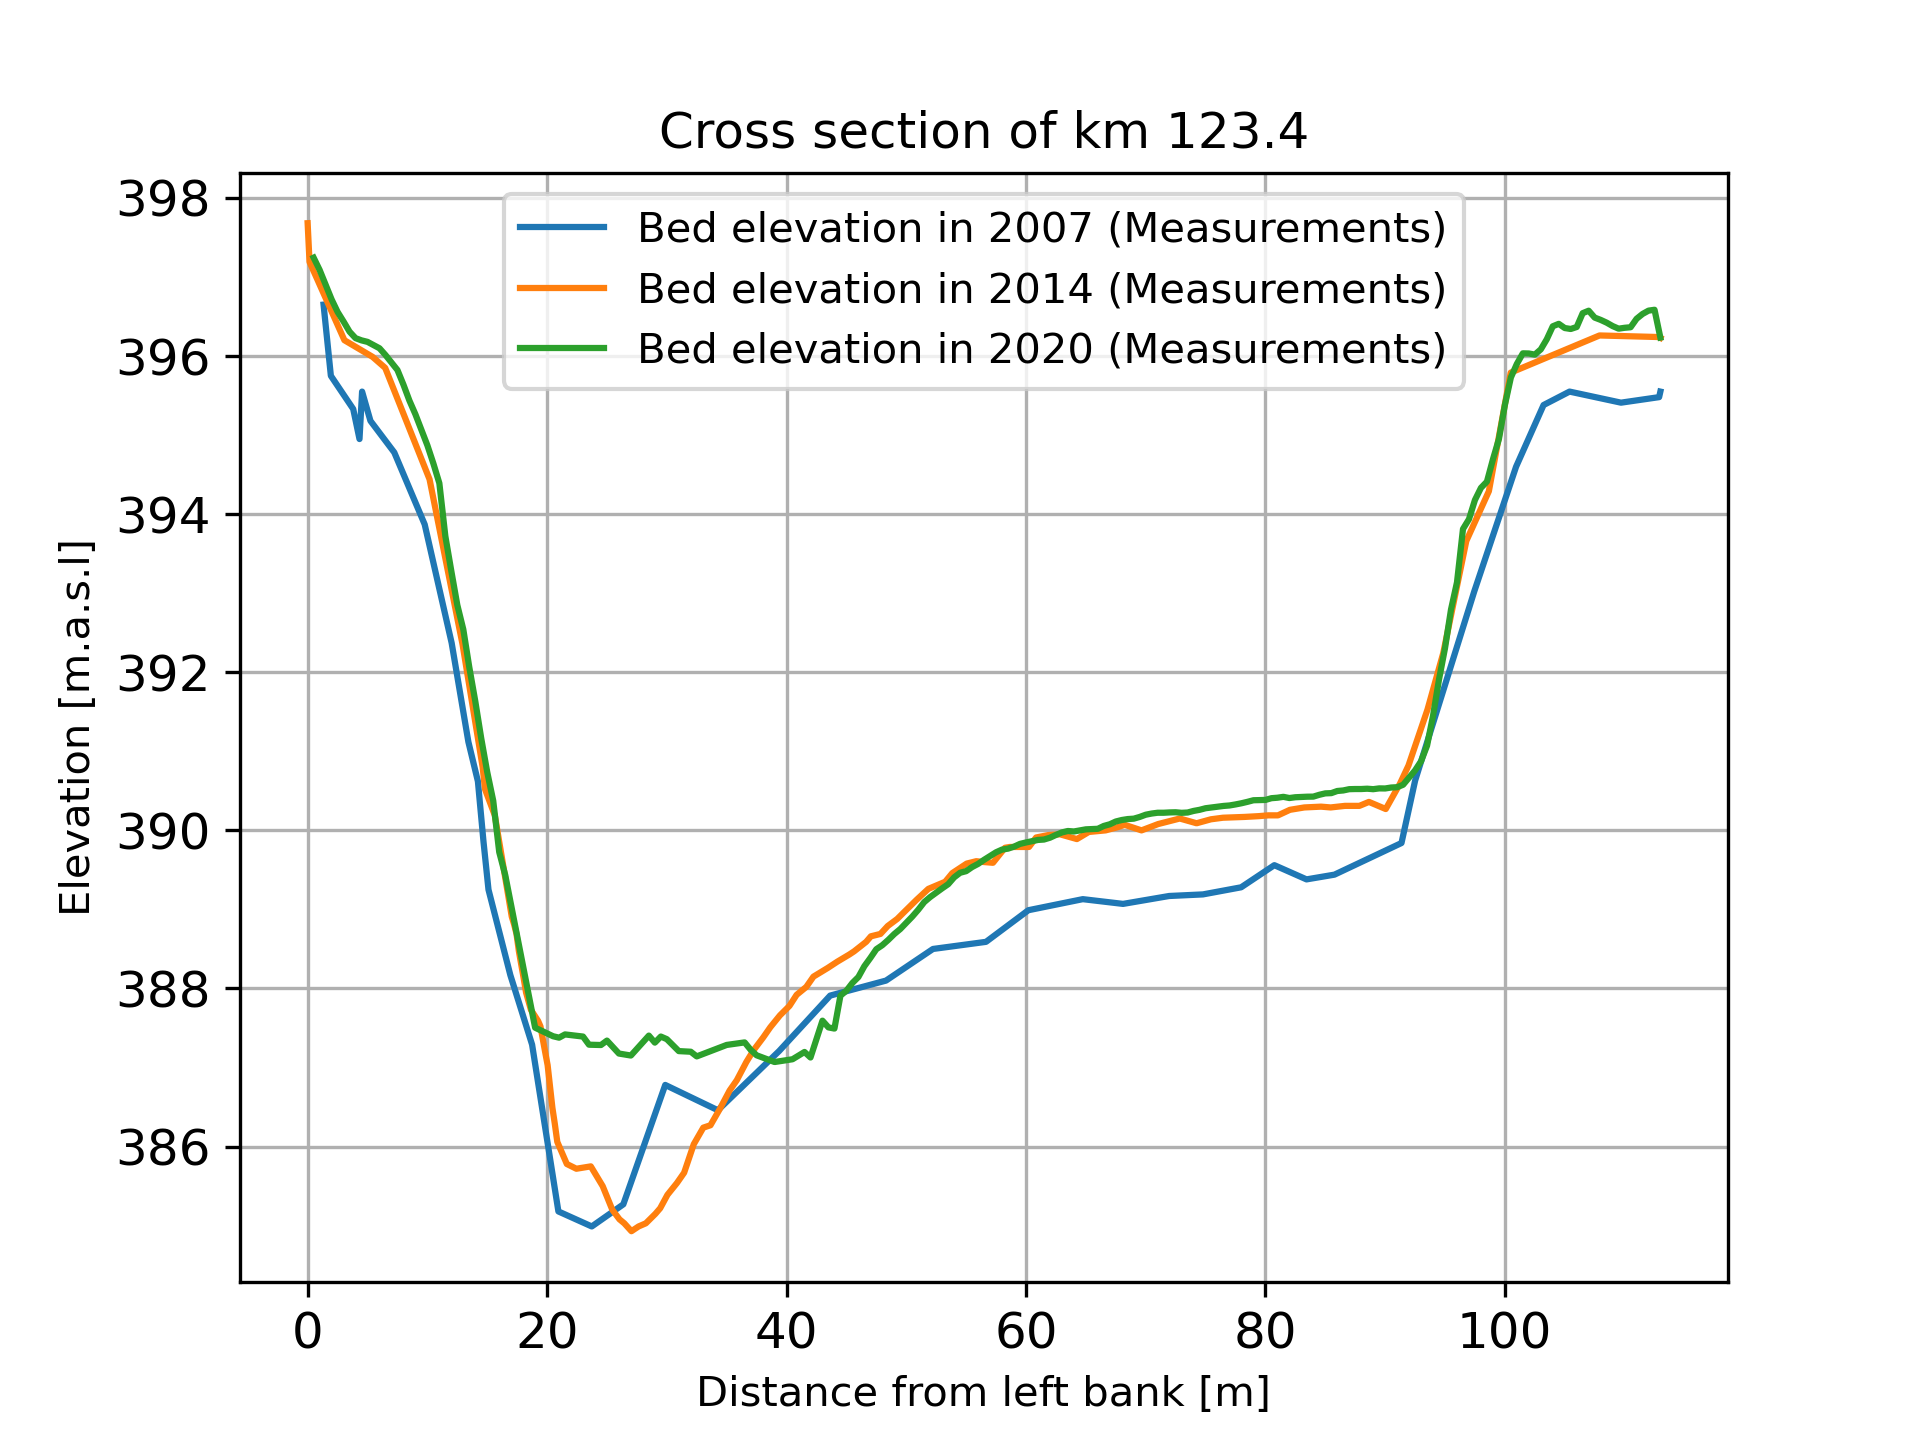 Cross section of km 123.4
Bed elevation in 2007 (Measurements)
Bed elevation in 2014 (Measurements)
Bed elevation in 2020 (Measurements)
Elevation [m.a.s.l]
398
396
394
392
390
388
386
0 20 40 60 80 100
Distance from left bank [m]